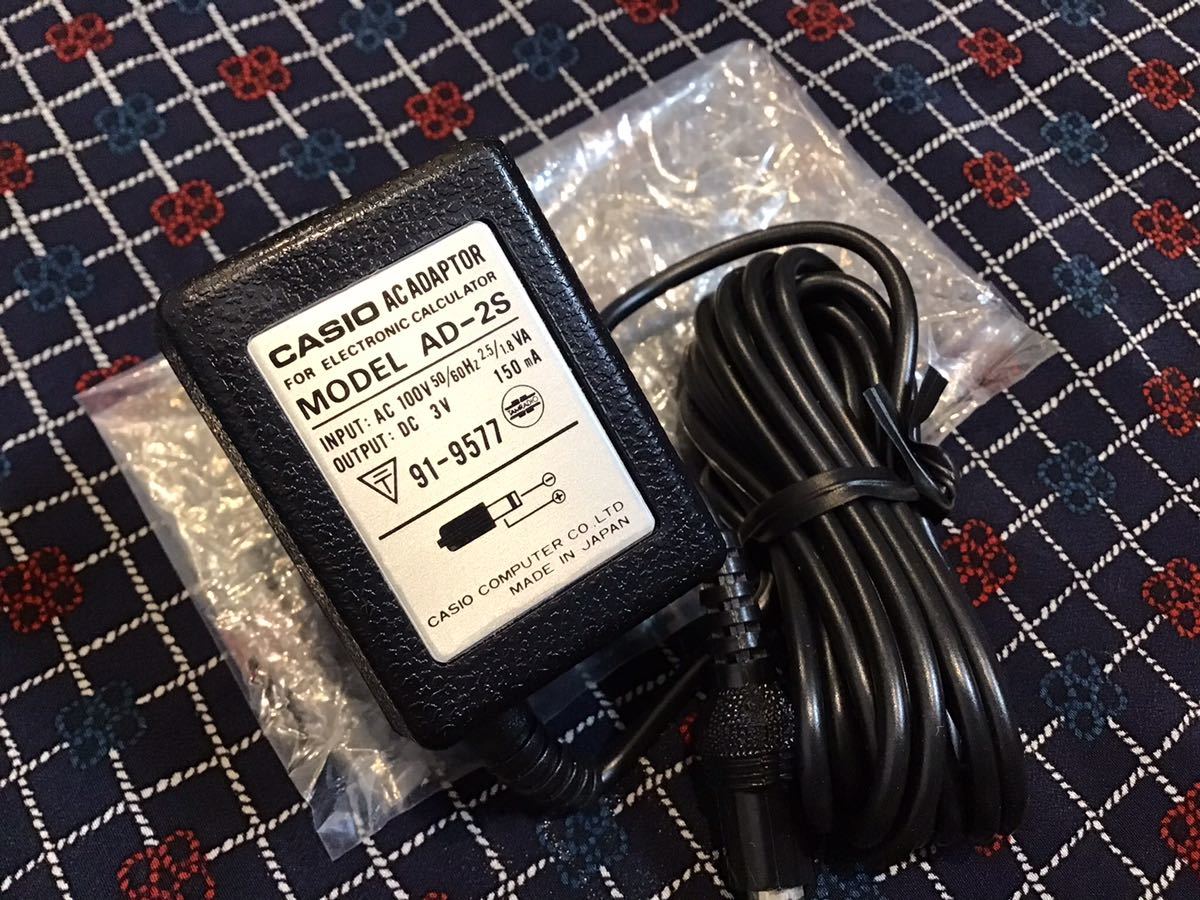 CASIO AC ADAPTOR
FOR ELECTRONIC CALCULATOR
MODEL AD-2S
INPUT: AC 100V 50/60Hz 2.5/1.8 VA
OUTPUT: DC 3V 150 mA
T 91-9577 TAMRADIO
CASIO COMPUTER CO., LTD
MADE IN JAPAN